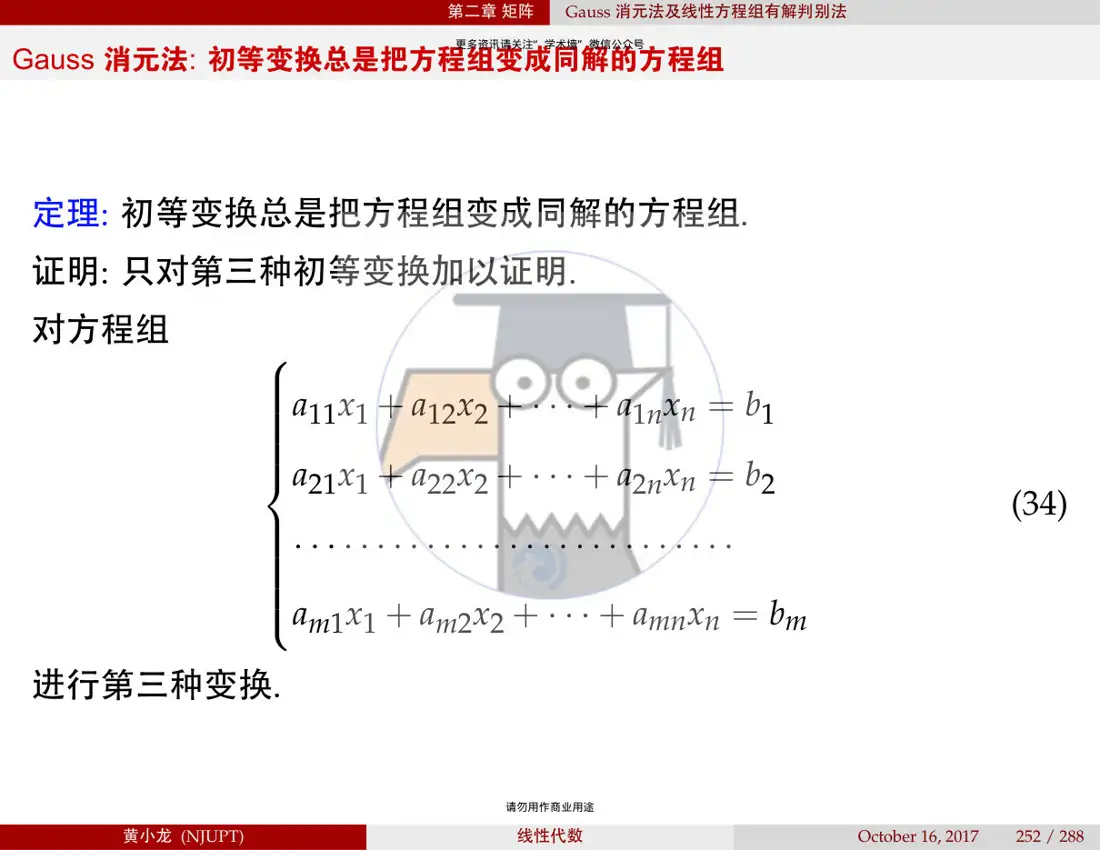 第二章 矩阵 Gauss 消元法及线性方程组有解判别法
更多资讯请关注“学术墙”微信公众号
Gauss 消元法: 初等变换总是把方程组变成同解的方程组
定理: 初等变换总是把方程组变成同解的方程组.
证明: 只对第三种初等变换加以证明.
对方程组
a11x1 + a12x2 + ··· + a1nxn = b1
a21x1 + a22x2 + ··· + a2nxn = b2
(34)
···························
am1x1 + am2x2 + ··· + amnxn = bm
进行第三种变换.
请勿用作商业用途
黄小龙 (NJUPT) 线性代数 October 16, 2017 252 / 288